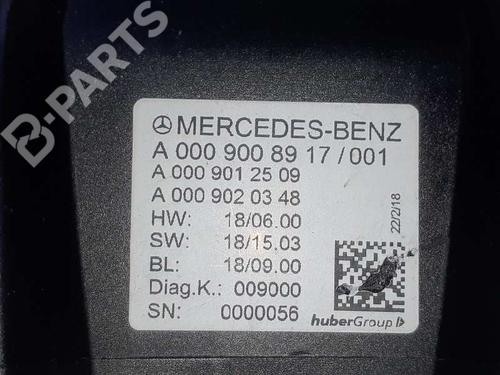 MERCEDES-BENZ
A 000 900 89 17 / 001
A 000 901 25 09
A 000 902 03 48
HW: 18/06.00
SW: 18/15.03
BL: 18/09.00
Diag.K.: 009000
SN: 0000056
22/2/18
huberGroup
B-PARTS